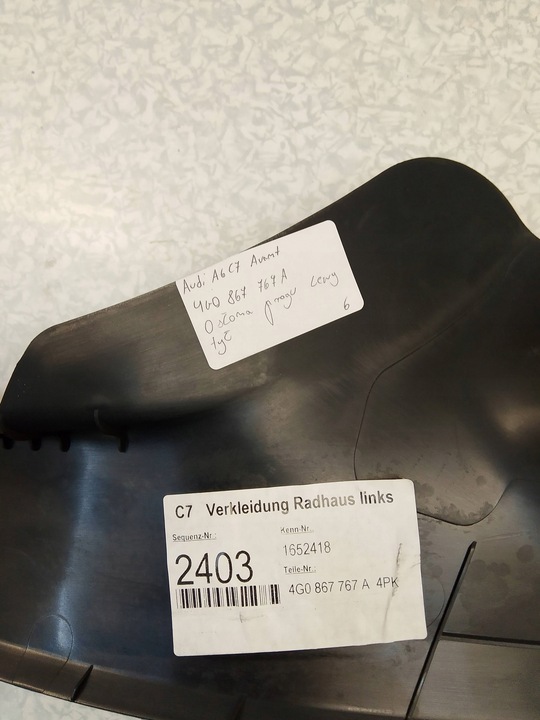 Audi A6 C7 Avant
4G0 867 767 A
Osłona progu Lewy
tył 6
C7 Verkleidung Radhaus links
Sequenz-Nr.: Kenn-Nr.:
2403 1652418
Teile-Nr.:
4G0 867 767 A 4PK